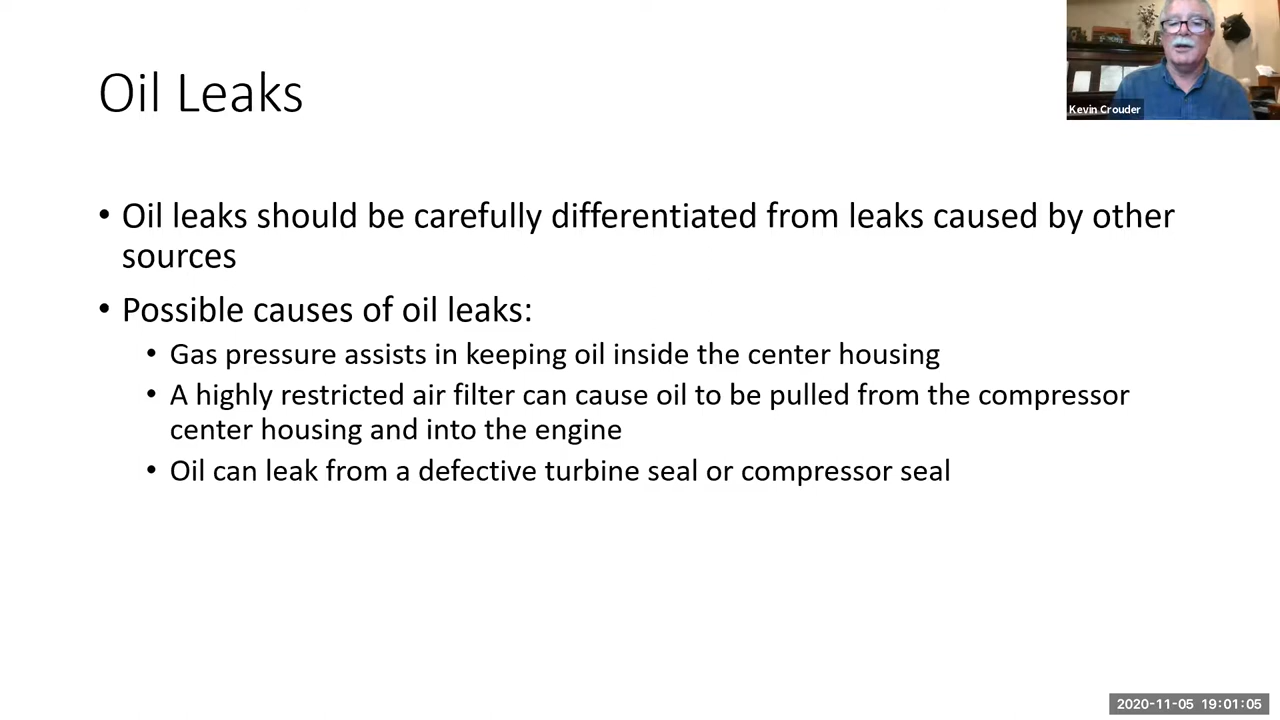 Oil Leaks
Kevin Crouder
• Oil leaks should be carefully differentiated from leaks caused by other
sources
• Possible causes of oil leaks:
• Gas pressure assists in keeping oil inside the center housing
• A highly restricted air filter can cause oil to be pulled from the compressor
center housing and into the engine
• Oil can leak from a defective turbine seal or compressor seal
2020-11-05 19:01:05